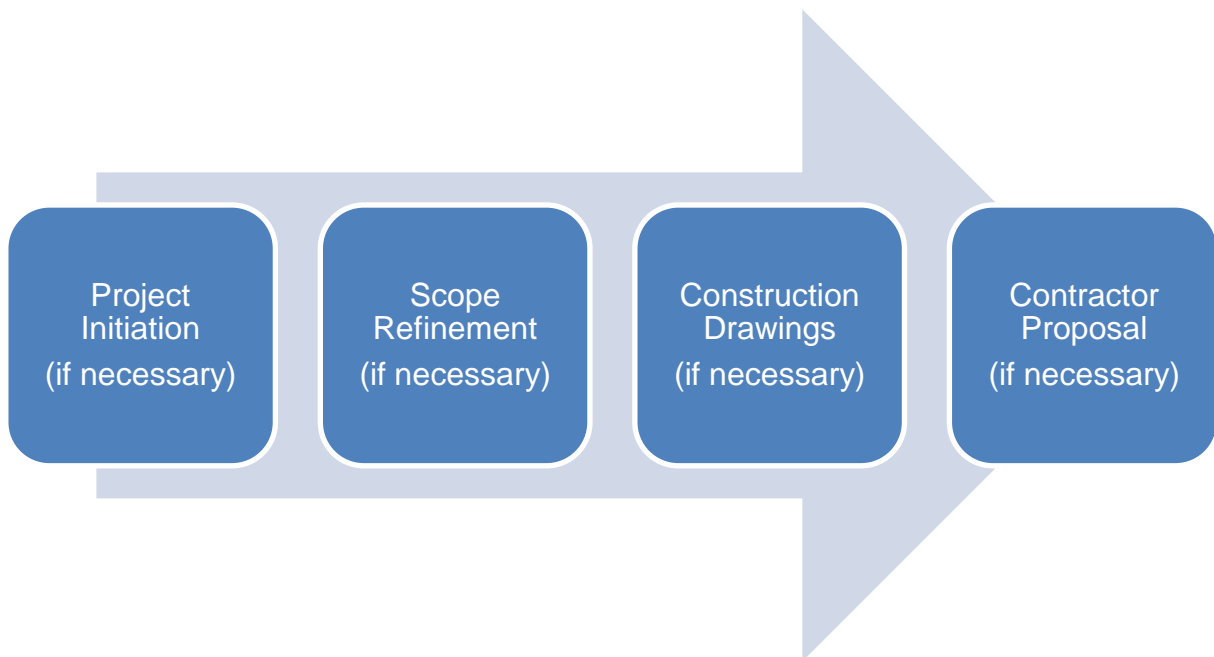 Project
Initiation
(if necessary)
Scope
Refinement
(if necessary)
Construction
Drawings
(if necessary)
Contractor
Proposal
(if necessary)